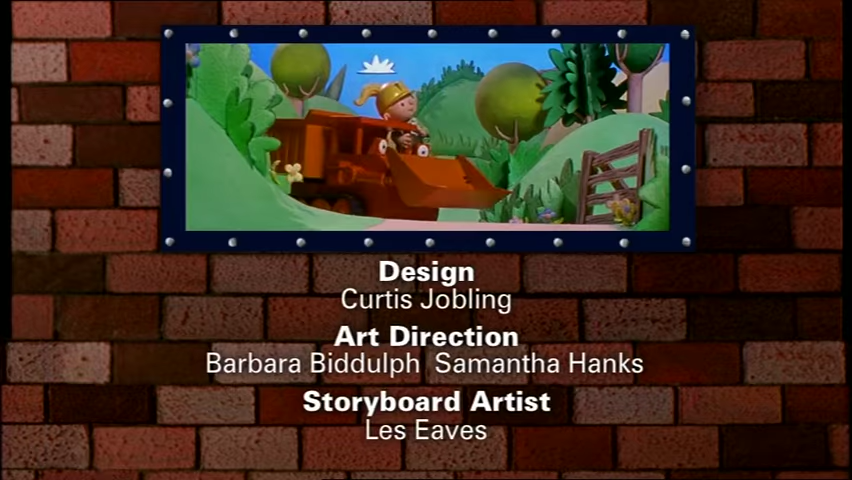 Design
Curtis Jobling
Art Direction
Barbara Biddulph  Samantha Hanks
Storyboard Artist
Les Eaves